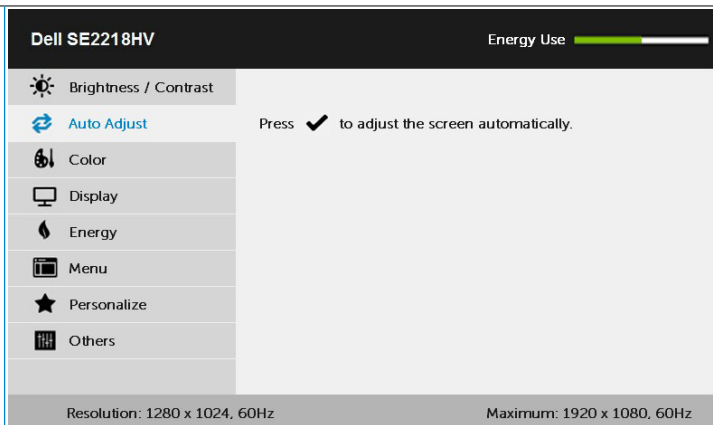 Dell SE2218HV
Energy Use
Brightness / Contrast
Auto Adjust
Press ✔ to adjust the screen automatically.
Color
Display
Energy
Menu
Personalize
Others
Resolution: 1280 x 1024, 60Hz
Maximum: 1920 x 1080, 60Hz